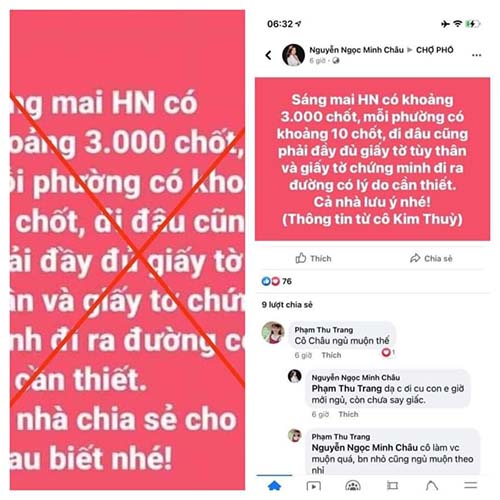 ng mai HN có
oảng 3.000 chốt,
ỗi phường có kho
chốt, đi đâu cũn
ải đầy đủ giấy tờ
ân và giấy tờ chứn
nh đi ra đường có
cần thiết.
nhà chia sẻ cho
au biết nhé!
06:32
Nguyễn Ngọc Minh Châu ▸ CHỢ PHÓ
6 giờ
Sáng mai HN có khoảng
3.000 chốt, mỗi phường có
khoảng 10 chốt, đi đâu cũng
phải đầy đủ giấy tờ tùy thân
và giấy tờ chứng minh đi ra
đường có lý do cần thiết.
Cả nhà lưu ý nhé!
(Thông tin từ cô Kim Thuỳ)
Thích Chia sẻ
76
9 lượt chia sẻ
Phạm Thu Trang
Cô Châu ngủ muộn thế
6 giờ Thích 1
Nguyễn Ngọc Minh Châu
Phạm Thu Trang dạ c đi cu con e giờ
mới ngủ, còn chưa say giấc.
6 giờ Thích
Phạm Thu Trang
Nguyễn Ngọc Minh Châu cô làm vc
muộn quá, bn nhỏ cũng ngủ muộn theo
nhỉ